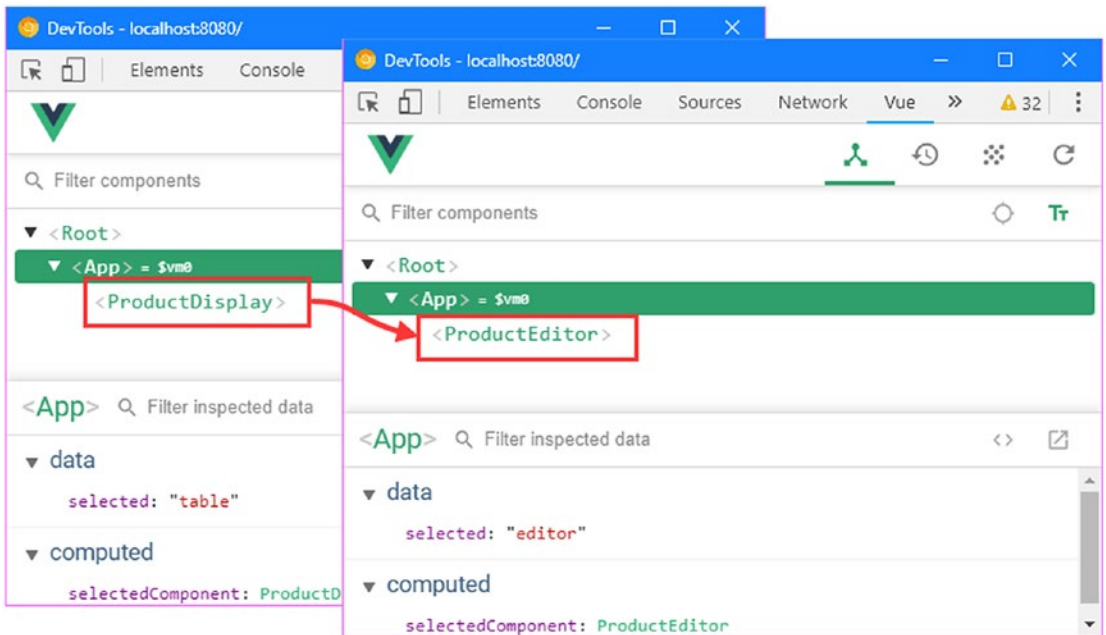 DevTools - localhost:8080/
Elements Console
Filter components
<Root>
<App> = $vm0
<ProductDisplay>
<App> Filter inspected data
data
selected: "table"
computed
selectedComponent: ProductD
DevTools - localhost:8080/
Elements Console Sources Network Vue » 32
Filter components Tт
<Root>
<App> = $vm0
<ProductEditor>
<App> Filter inspected data <>
data
selected: "editor"
computed
selectedComponent: ProductEditor